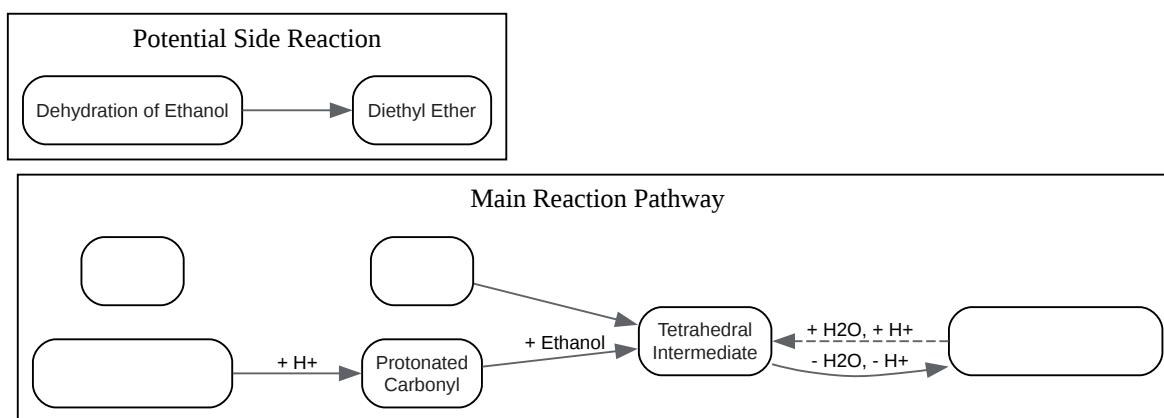 Potential Side Reaction
Dehydration of Ethanol
Diethyl Ether
Main Reaction Pathway
+ H+
Protonated
Carbonyl
+ Ethanol
Tetrahedral
Intermediate
+ H2O, + H+
- H2O, - H+